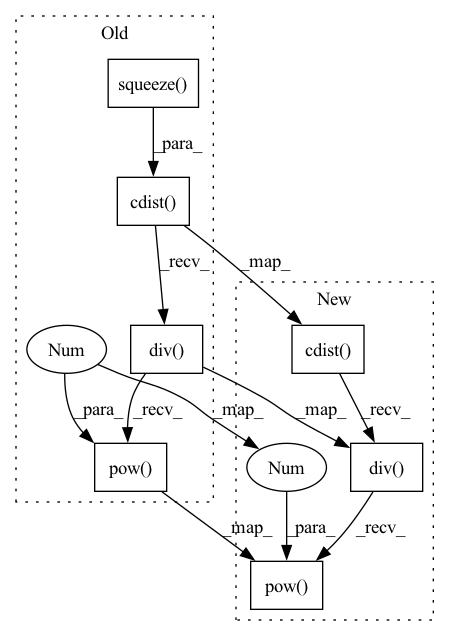 Old
squeeze()
_para_
cdist()
_recv_
_map_
New
Num
div()
cdist()
_para_
_recv_
_map_
_map_
_recv_
pow()
Num
div()
_map_
_para_
_recv_
pow()